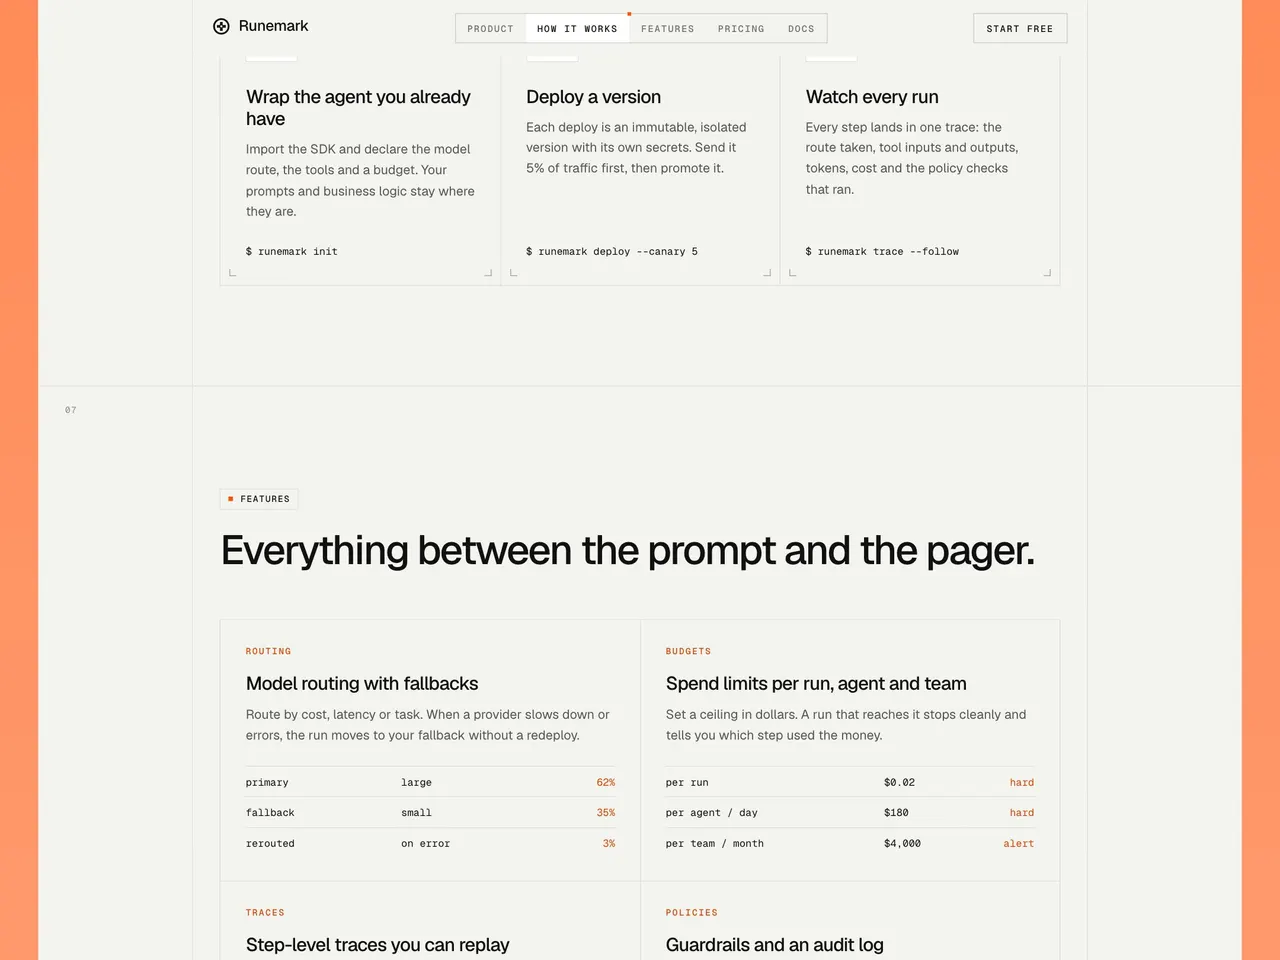 Runemark
PRODUCT
HOW IT WORKS
FEATURES
PRICING
DOCS
START FREE
Wrap the agent you already
have
Import the SDK and declare the model
route, the tools and a budget. Your
prompts and business logic stay where
they are.
$ runemark init
Deploy a version
Each deploy is an immutable, isolated
version with its own secrets. Send it
5% of traffic first, then promote it.
$ runemark deploy --canary 5
Watch every run
Every step lands in one trace: the
route taken, tool inputs and outputs,
tokens, cost and the policy checks
that ran.
$ runemark trace --follow
07
FEATURES
Everything between the prompt and the pager.
ROUTING
Model routing with fallbacks
Route by cost, latency or task. When a provider slows down or
errors, the run moves to your fallback without a redeploy.
primary large 62%
fallback small 35%
rerouted on error 3%
BUDGETS
Spend limits per run, agent and team
Set a ceiling in dollars. A run that reaches it stops cleanly and
tells you which step used the money.
per run $0.02 hard
per agent / day $180 hard
per team / month $4,000 alert
TRACES
Step-level traces you can replay
POLICIES
Guardrails and an audit log